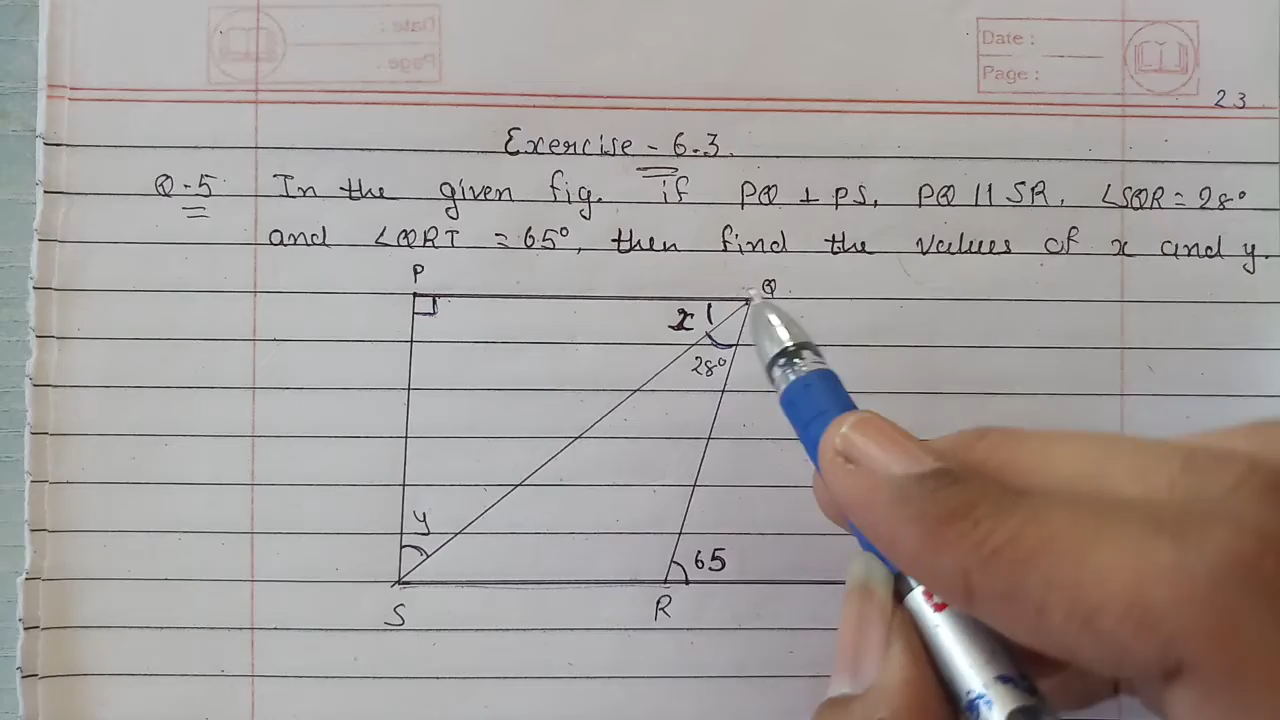 Date :
Page :
23
Exercise - 6.3.
Q-5 In the given fig. if PQ ⊥ PS, PQ || SR, ∠SQR = 28°
and ∠QRT = 65°, then find the values of x and y.
P
Q
x
28°
y
65
S
R